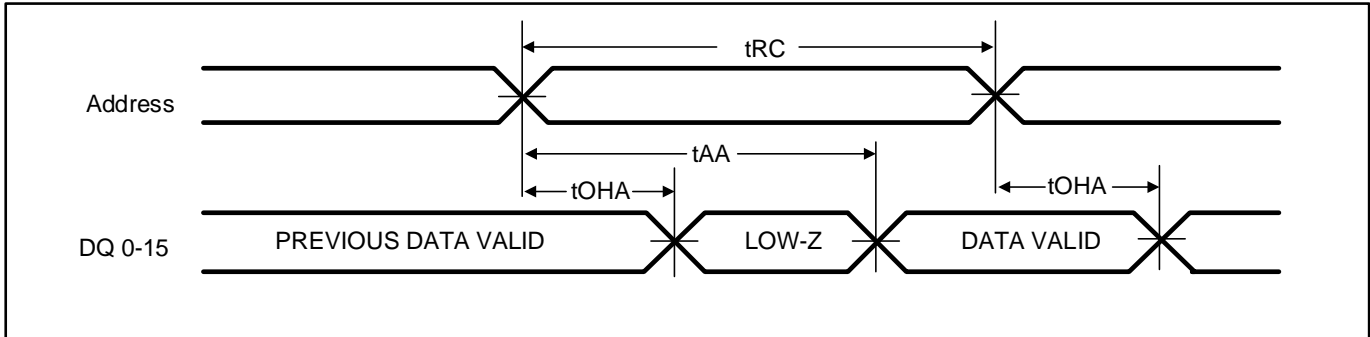 tRC
Address
tAA
tOHA
tOHA
DQ 0-15
PREVIOUS DATA VALID
LOW-Z
DATA VALID